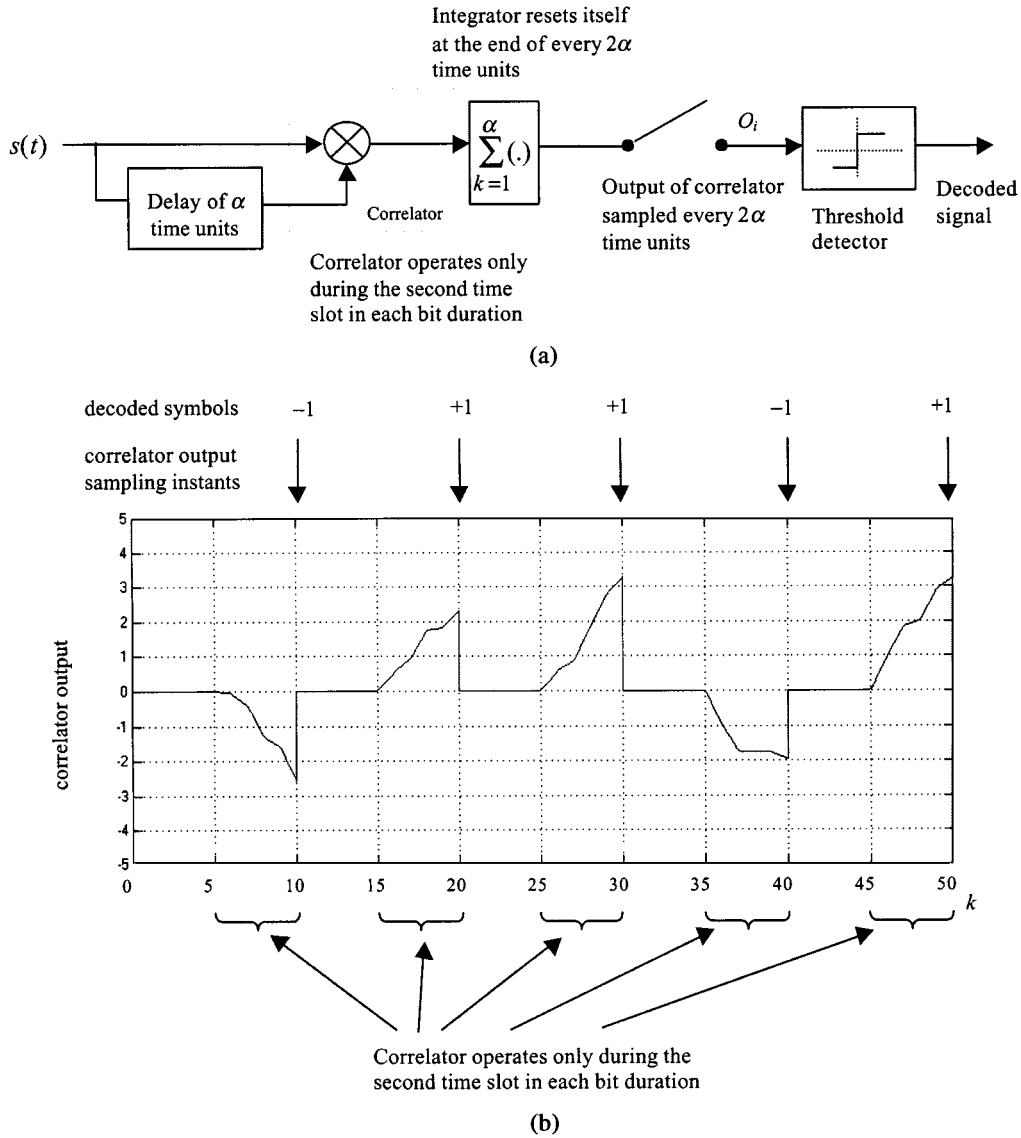 Integrator resets itself
at the end of every 2α
time units
s(t)
α
∑(.)
k=1
O_i
Delay of α
time units
Correlator
Output of correlator
sampled every 2α
time units
Threshold
detector
Decoded
signal
Correlator operates only
during the second time
slot in each bit duration
(a)
decoded symbols −1 +1 +1 −1 +1
correlator output
sampling instants
5
4
3
2
1
0
-1
-2
-3
-4
-5
correlator output
0 5 10 15 20 25 30 35 40 45 50
k
Correlator operates only during the
second time slot in each bit duration
(b)